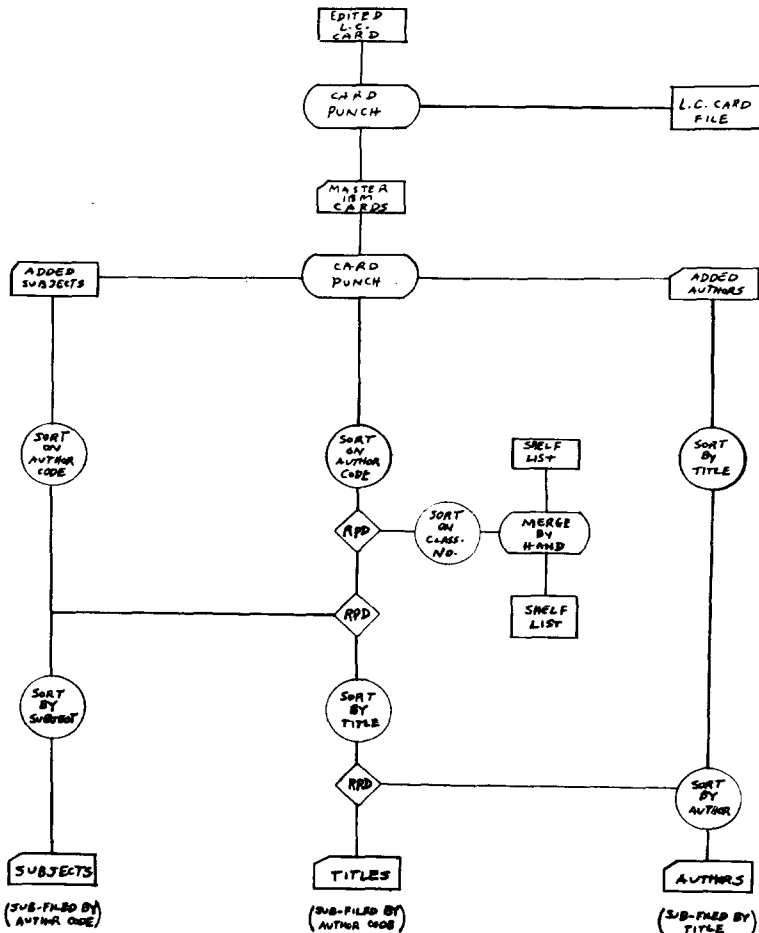 EDITED
L.C.
CARD
CARD
PUNCH
L.C. CARD
FILE
MASTER
IBM
CARDS
ADDED
SUBJECTS
CARD
PUNCH
ADDED
AUTHORS
SORT
ON
AUTHOR
CODE
SORT
ON
AUTHOR
CODE
SHELF
LIST
SORT
BY
TITLE
RPD
SORT
ON
CLASS.
NO.
MERGE
BY
HAND
RPD
SHELF
LIST
SORT
BY
SUBJECT
SORT
BY
TITLE
RPD
SORT
BY
AUTHOR
SUBJECTS
TITLES
AUTHORS
(SUB-FILED BY
AUTHOR CODE)
(SUB-FILED BY
AUTHOR CODE)
(SUB-FILED BY
TITLE)